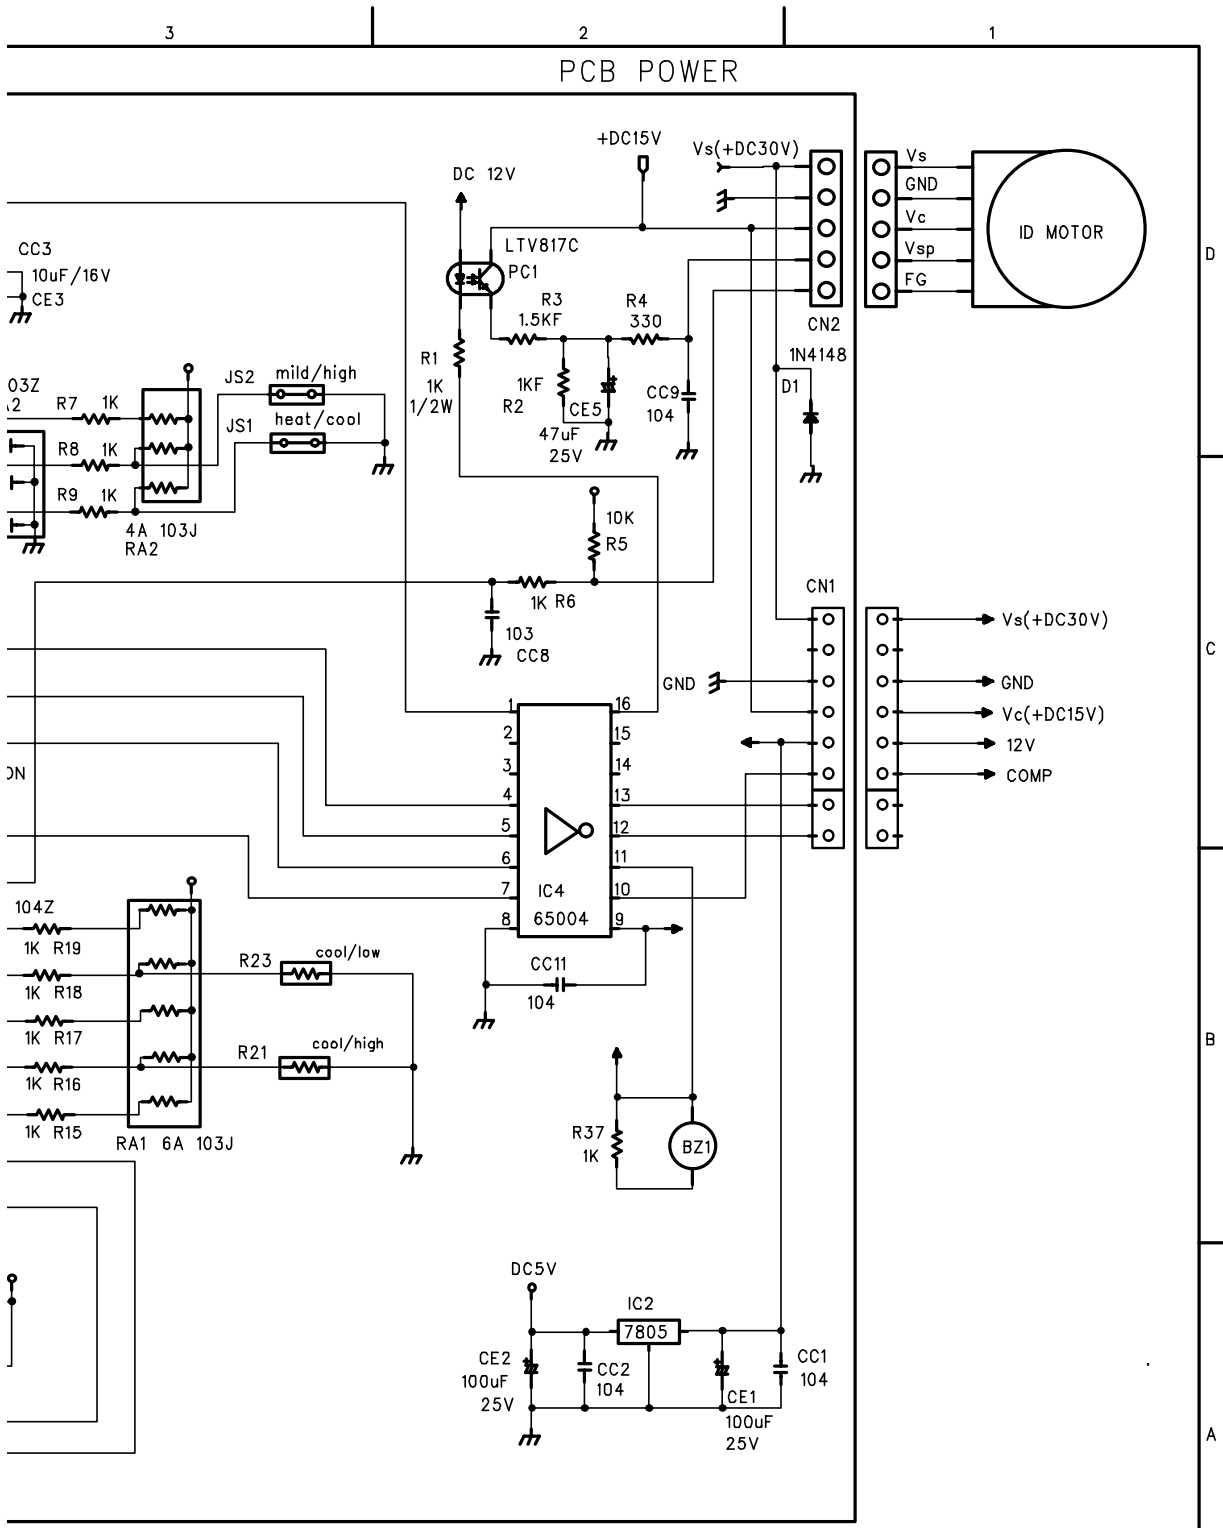 3
2
1
PCB POWER
+DC15V
Vs(+DC30V)
DC 12V
Vs
GND
Vc
Vsp
FG
ID MOTOR
D
CC3
10uF/16V
CE3
LTV817C
PC1
R3
1.5KF
R4
330
CN2
1N4148
D1
R1
1K
1/2W
1KF
R2
CE5
47uF
25V
CC9
104
03Z
R7 1K
JS2 mild/high
JS1 heat/cool
R8 1K
R9 1K
4A 103J
RA2
10K
R5
1K R6
103
CC8
CN1
Vs(+DC30V)
C
GND
GND
Vc(+DC15V)
12V
COMP
ON
1
2
3
4
5
6
7
8
16
15
14
13
12
11
10
9
IC4
65004
104Z
1K R19
1K R18
1K R17
1K R16
1K R15
R23 cool/low
R21 cool/high
RA1 6A 103J
CC11
104
B
R37
1K
BZ1
DC5V
IC2
7805
CE2
100uF
25V
CC2
104
CE1
100uF
25V
CC1
104
A